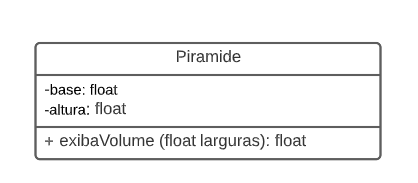 Piramide
-base: float
-altura: float
+ exibaVolume (float larguras): float